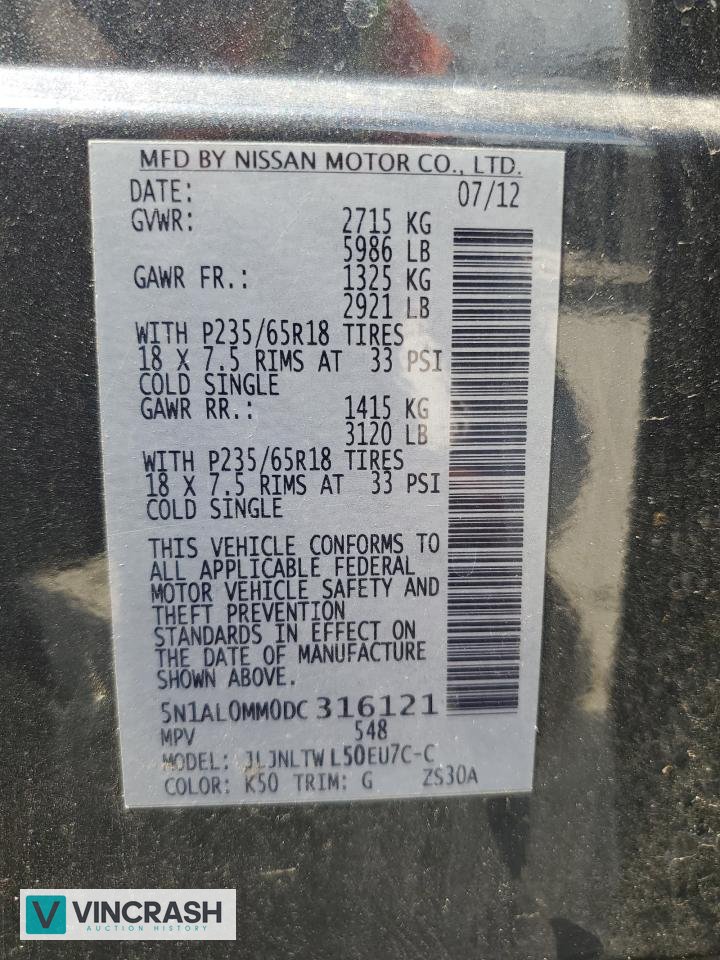 MFD BY NISSAN MOTOR CO., LTD.
DATE: 07/12
GVWR: 2715 KG
5986 LB
GAWR FR.: 1325 KG
2921 LB
WITH P235/65R18 TIRES
18 X 7.5 RIMS AT 33 PSI
COLD SINGLE
GAWR RR.: 1415 KG
3120 LB
WITH P235/65R18 TIRES
18 X 7.5 RIMS AT 33 PSI
COLD SINGLE
THIS VEHICLE CONFORMS TO
ALL APPLICABLE FEDERAL
MOTOR VEHICLE SAFETY AND
THEFT PREVENTION
STANDARDS IN EFFECT ON
THE DATE OF MANUFACTURE
SHOWN ABOVE.
5N1AL0MM0DC 316121
MPV 548
MODEL: JLJNLTW L50EU7C-C
COLOR: K50 TRIM: G ZS30A
V VINCRASH
AUCTION HISTORY